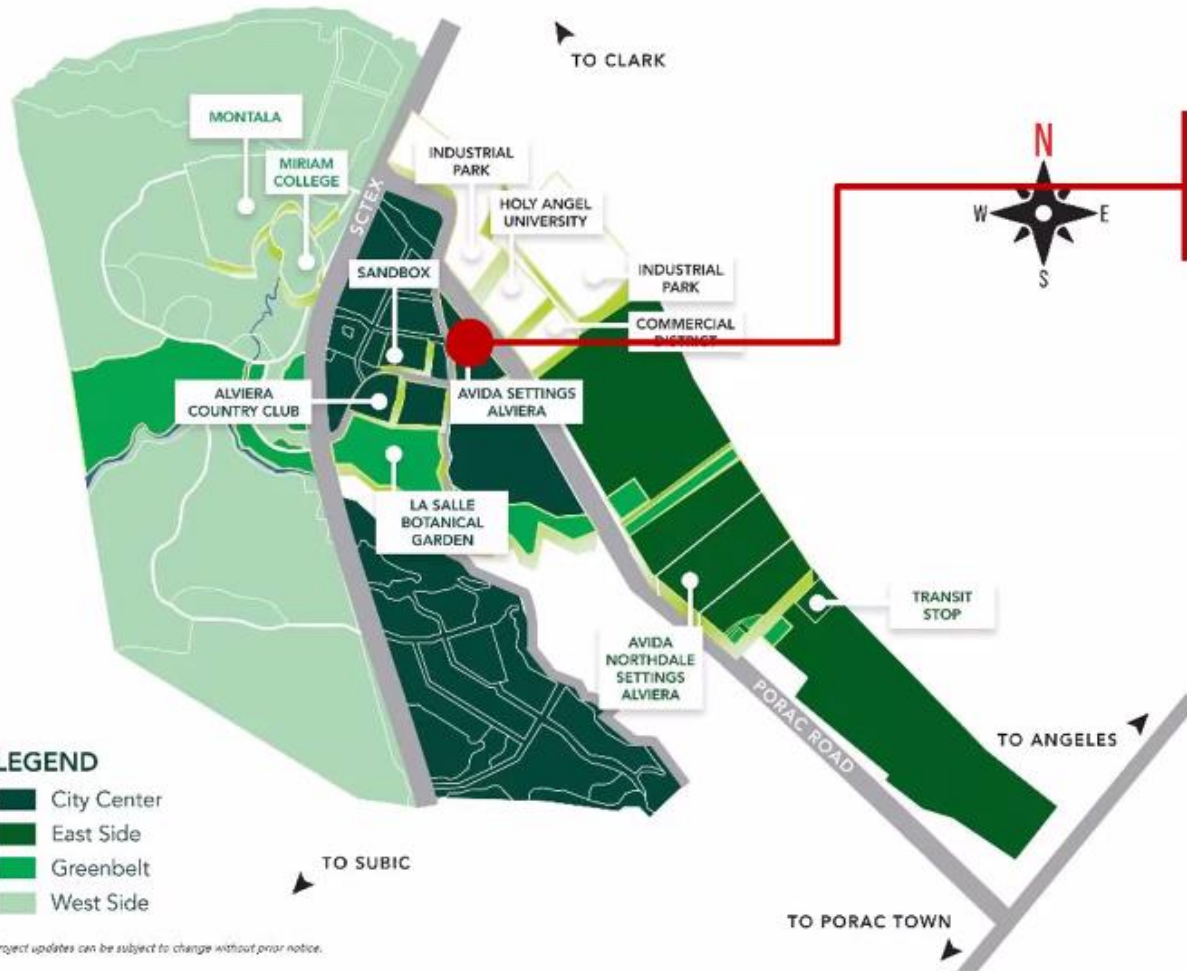 TO CLARK
MONTALA
MIRIAM
COLLEGE
INDUSTRIAL
PARK
HOLY ANGEL
UNIVERSITY
SCTEX
SANDBOX
INDUSTRIAL
PARK
COMMERCIAL
DISTRICT
N
W
E
S
ALVIERA
COUNTRY CLUB
AVIDA SETTINGS
ALVIERA
LA SALLE
BOTANICAL
GARDEN
TRANSIT
STOP
AVIDA
NORTHDALE
SETTINGS
ALVIERA
PORAC ROAD
TO ANGELES
LEGEND
City Center
East Side
Greenbelt
West Side
TO SUBIC
TO PORAC TOWN
roject updates can be subject to change without prior notice.